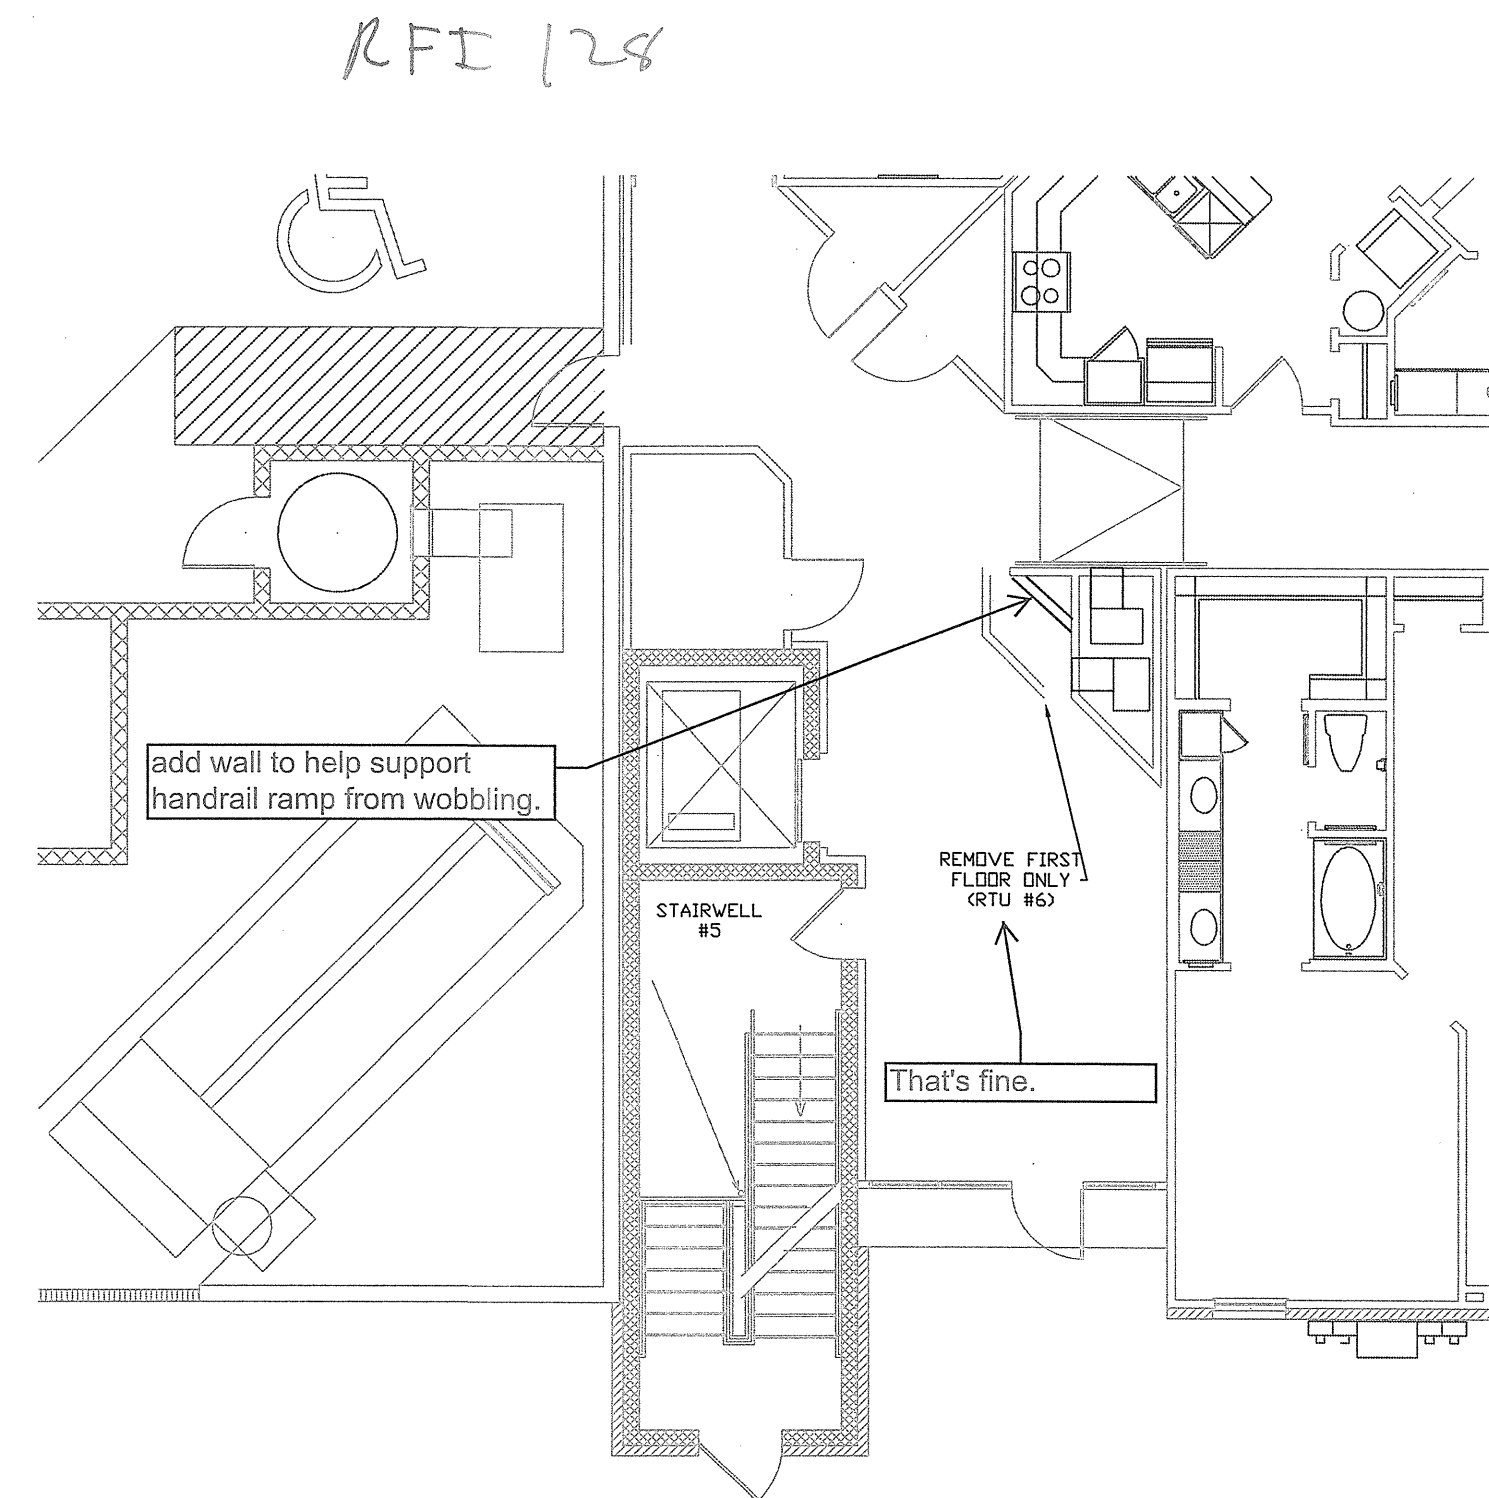 RFI 128
add wall to help support
handrail ramp from wobbling.
REMOVE FIRST
FLOOR ONLY
(RTU #6)
STAIRWELL
#5
That's fine.